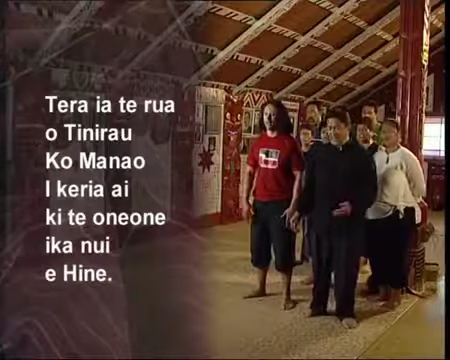 Tera ia te rua
o Tinirau
Ko Manao
I keria ai
ki te oneone
ika nui
e Hine.